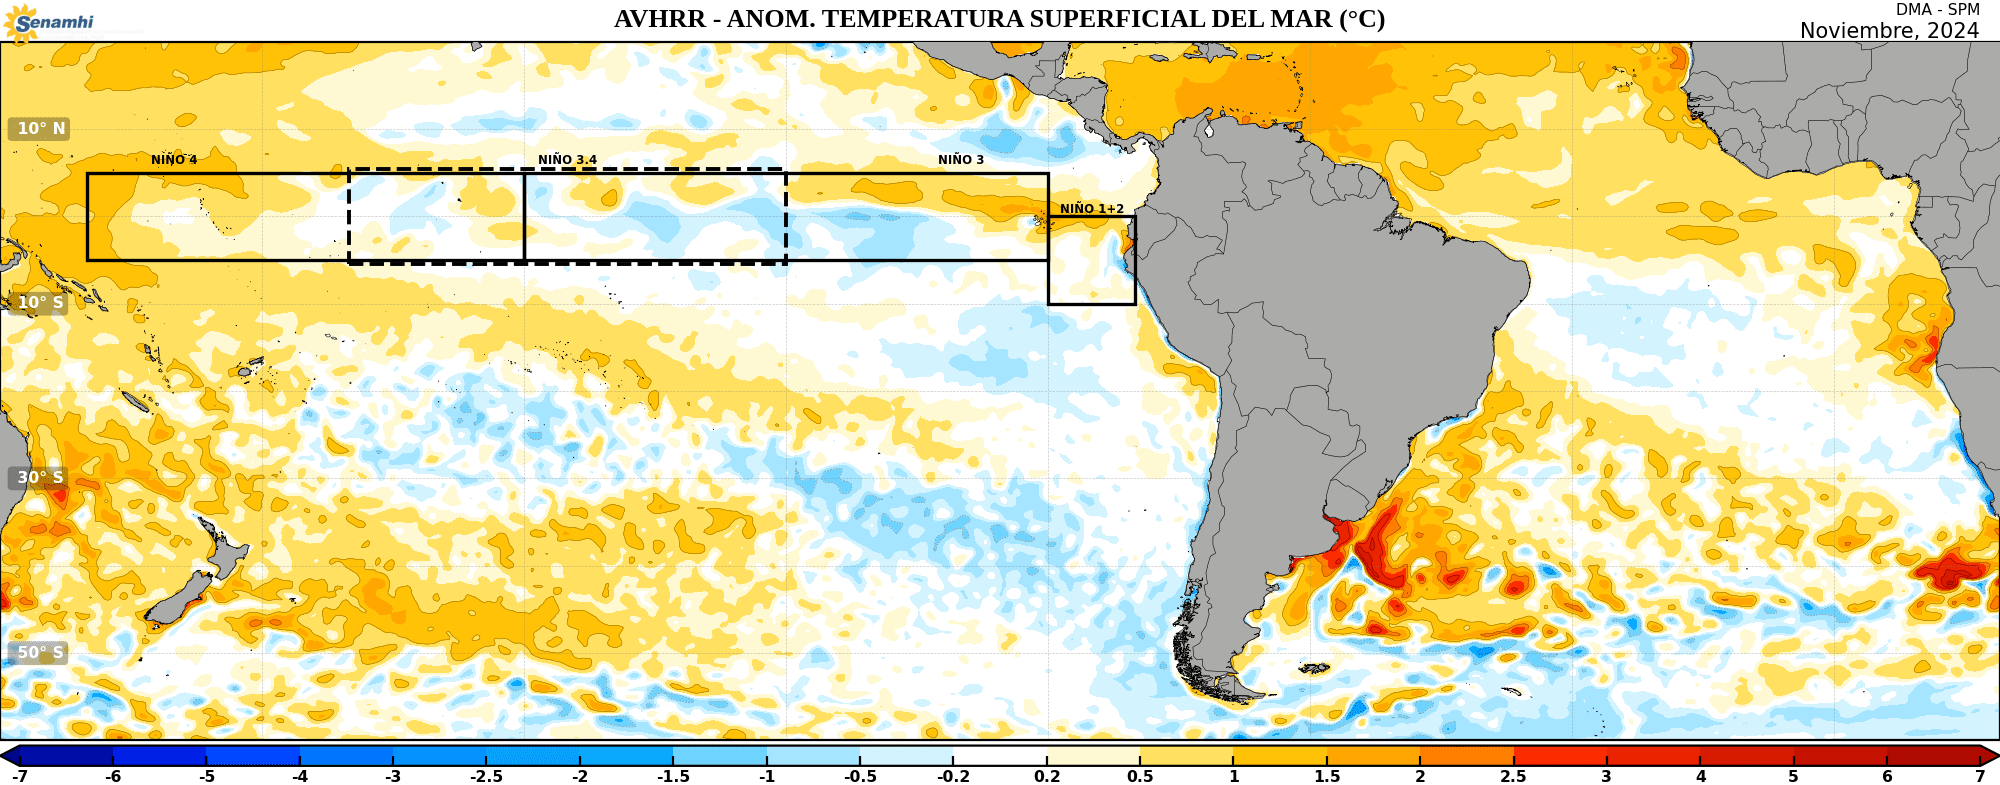 Senamhi
AVHRR - ANOM. TEMPERATURA SUPERFICIAL DEL MAR (°C)
DMA - SPM
Noviembre, 2024
10° N
NIÑO 4
NIÑO 3.4
NIÑO 3
NIÑO 1+2
10° S
30° S
50° S
-7 -6 -5 -4 -3 -2.5 -2 -1.5 -1 -0.5 -0.2 0.2 0.5 1 1.5 2 2.5 3 4 5 6 7